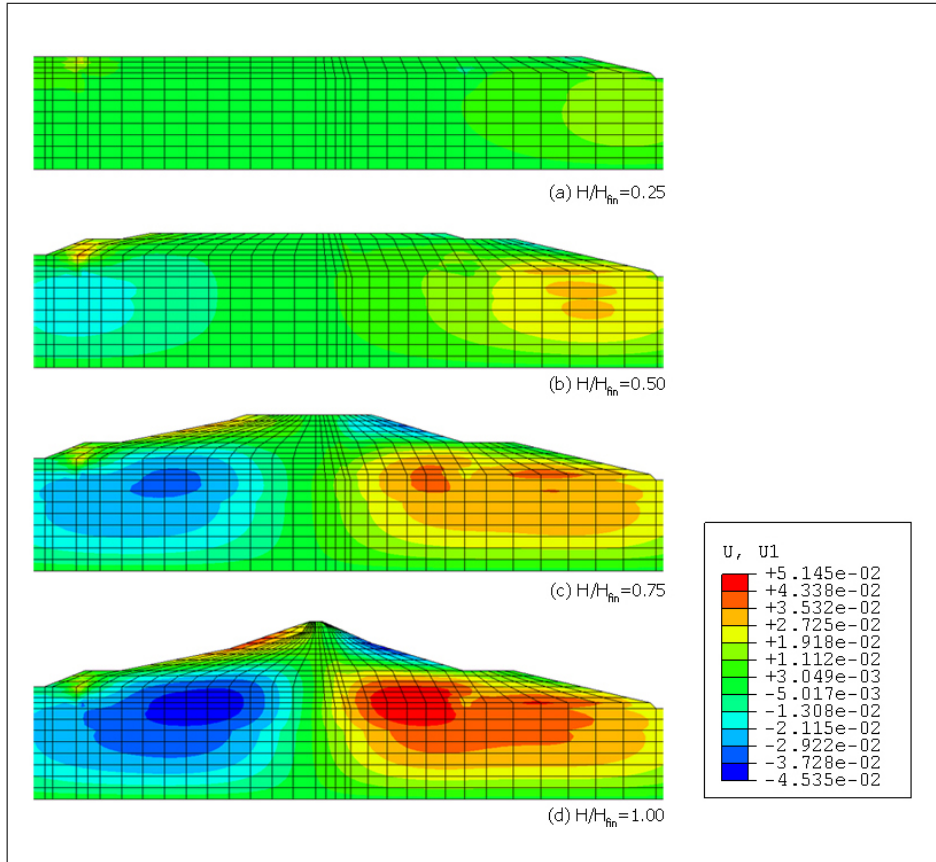 (a) H/Hfin=0.25
(b) H/Hfin=0.50
(c) H/Hfin=0.75
U, U1
+5.145e-02
+4.338e-02
+3.532e-02
+2.725e-02
+1.918e-02
+1.112e-02
+3.049e-03
-5.017e-03
-1.308e-02
-2.115e-02
-2.922e-02
-3.728e-02
-4.535e-02
(d) H/Hfin=1.00